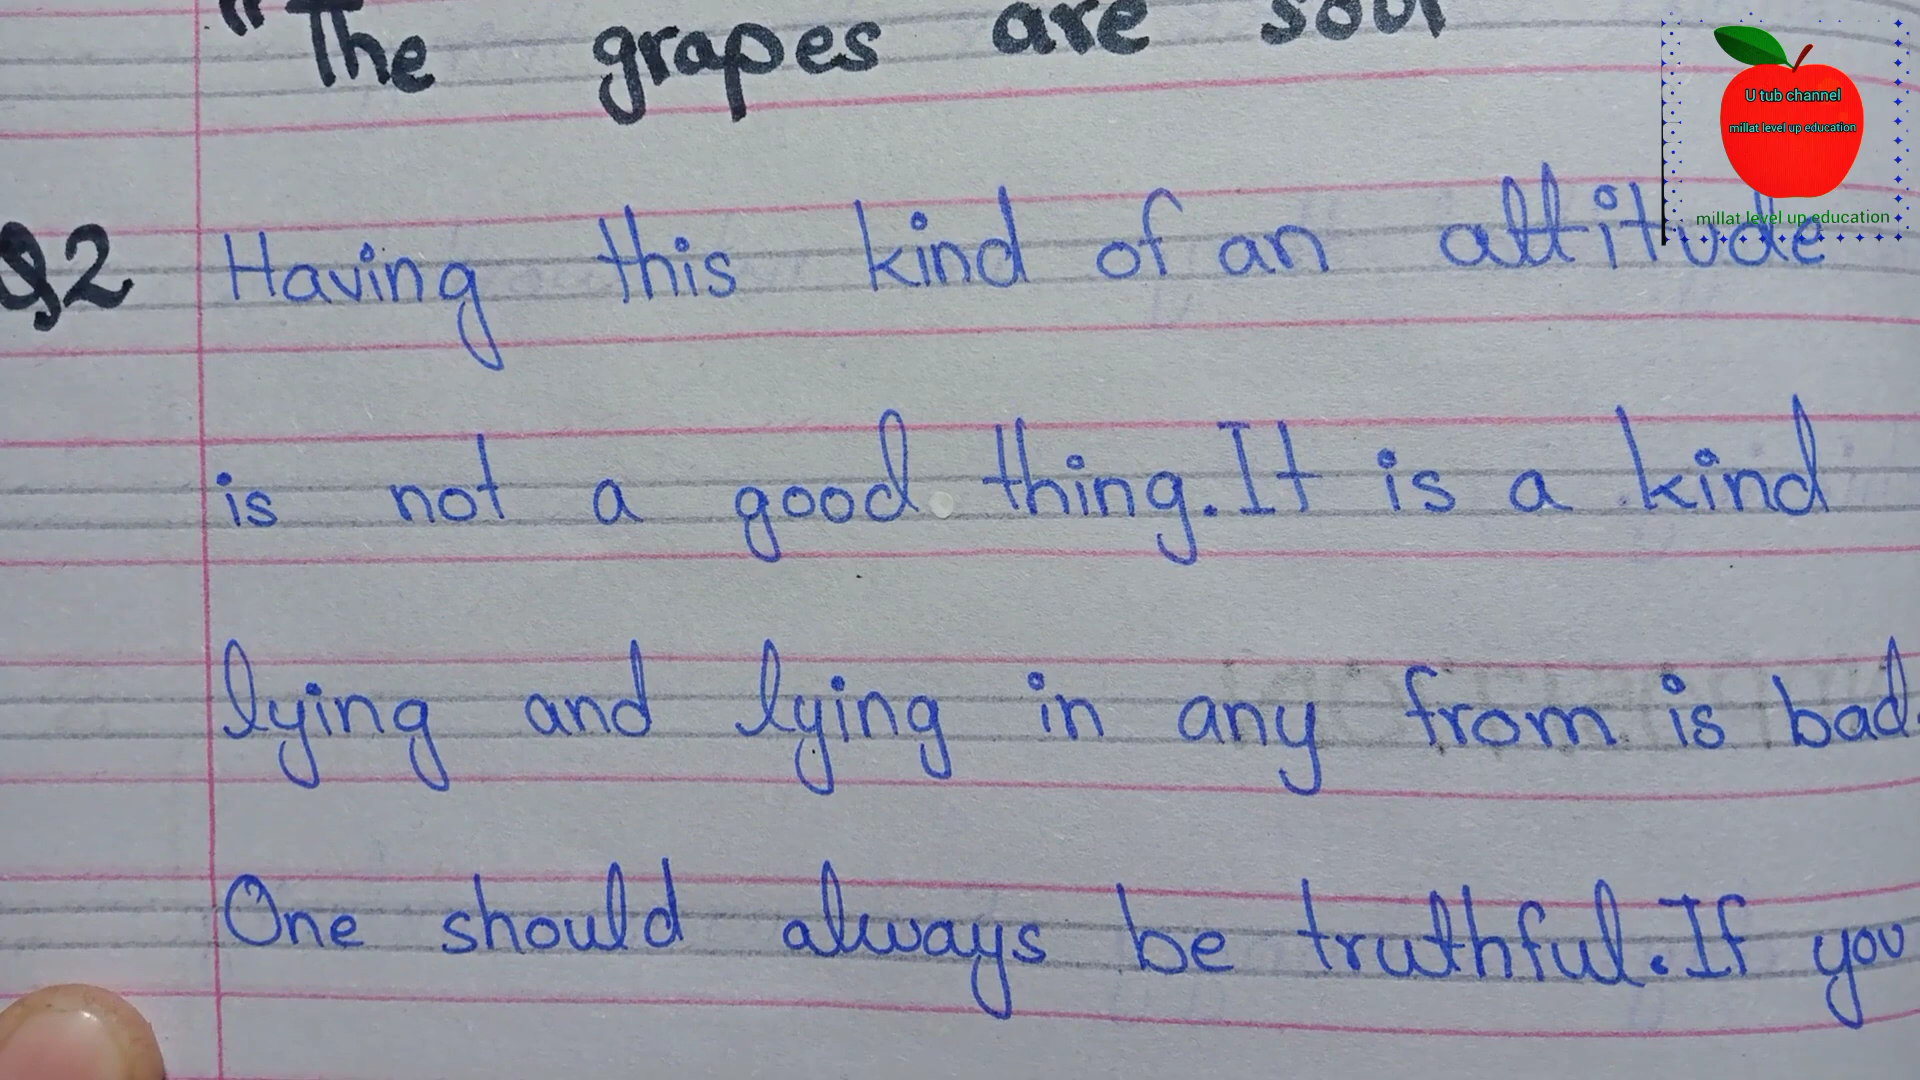 "The grapes are sour
U tub channel
millat level up education
millat level up education
Q2 Having this kind of an attitude
is not a good thing. It is a kind
lying and lying in any from is bad.
One should always be truthful. If you